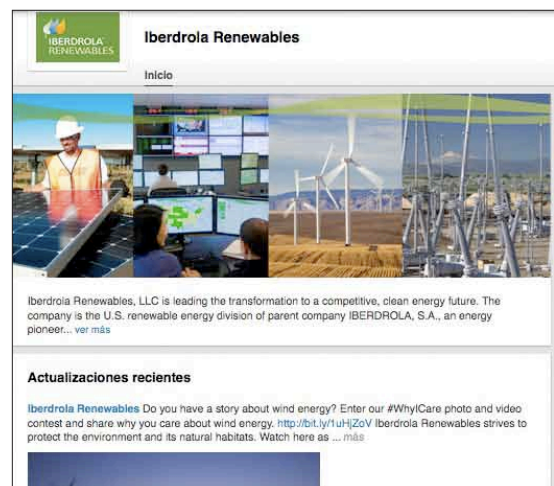 IBERDROLA
RENEWABLES
Iberdrola Renewables
Inicio
Iberdrola Renewables, LLC is leading the transformation to a competitive, clean energy future. The
company is the U.S. renewable energy division of parent company IBERDROLA, S.A., an energy
pioneer... ver más
Actualizaciones recientes
Iberdrola Renewables Do you have a story about wind energy? Enter our #WhyICare photo and video
contest and share why you care about wind energy. http://bit.ly/1uHjZoV Iberdrola Renewables strives to
protect the environment and its natural habitats. Watch here as ... más